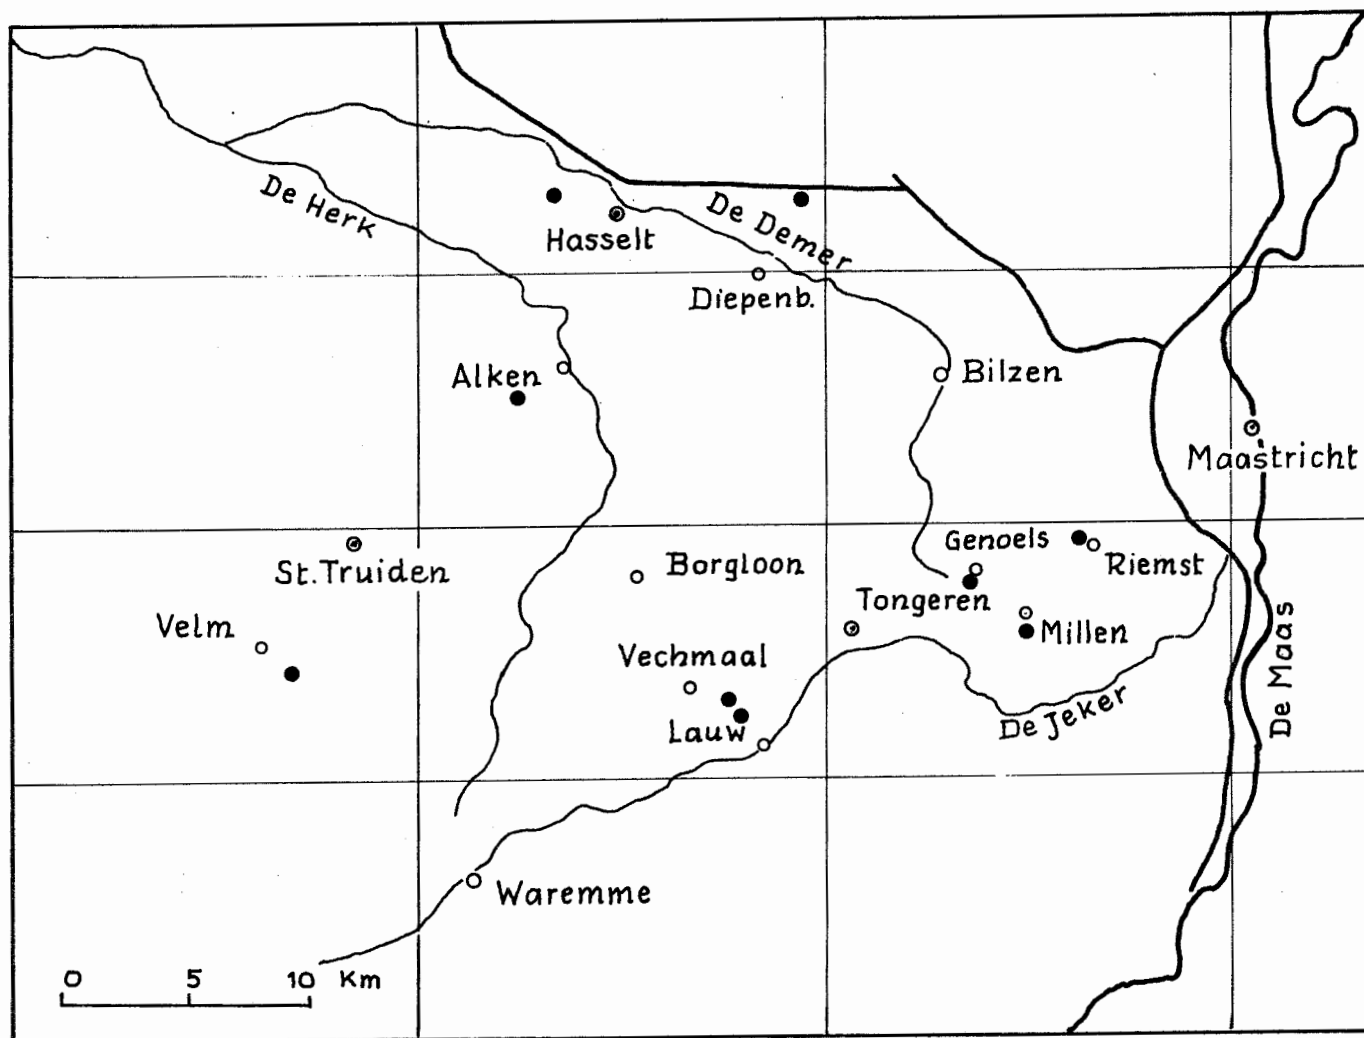 De Herk
Hasselt
De Demer
Diepenb.
Alken
Bilzen
Maastricht
Genoels
Riemst
St.Truiden
Borgloon
Tongeren
Velm
Millen
Vechmaal
Lauw
De Jeker
De Maas
Waremme
0 5 10 Km